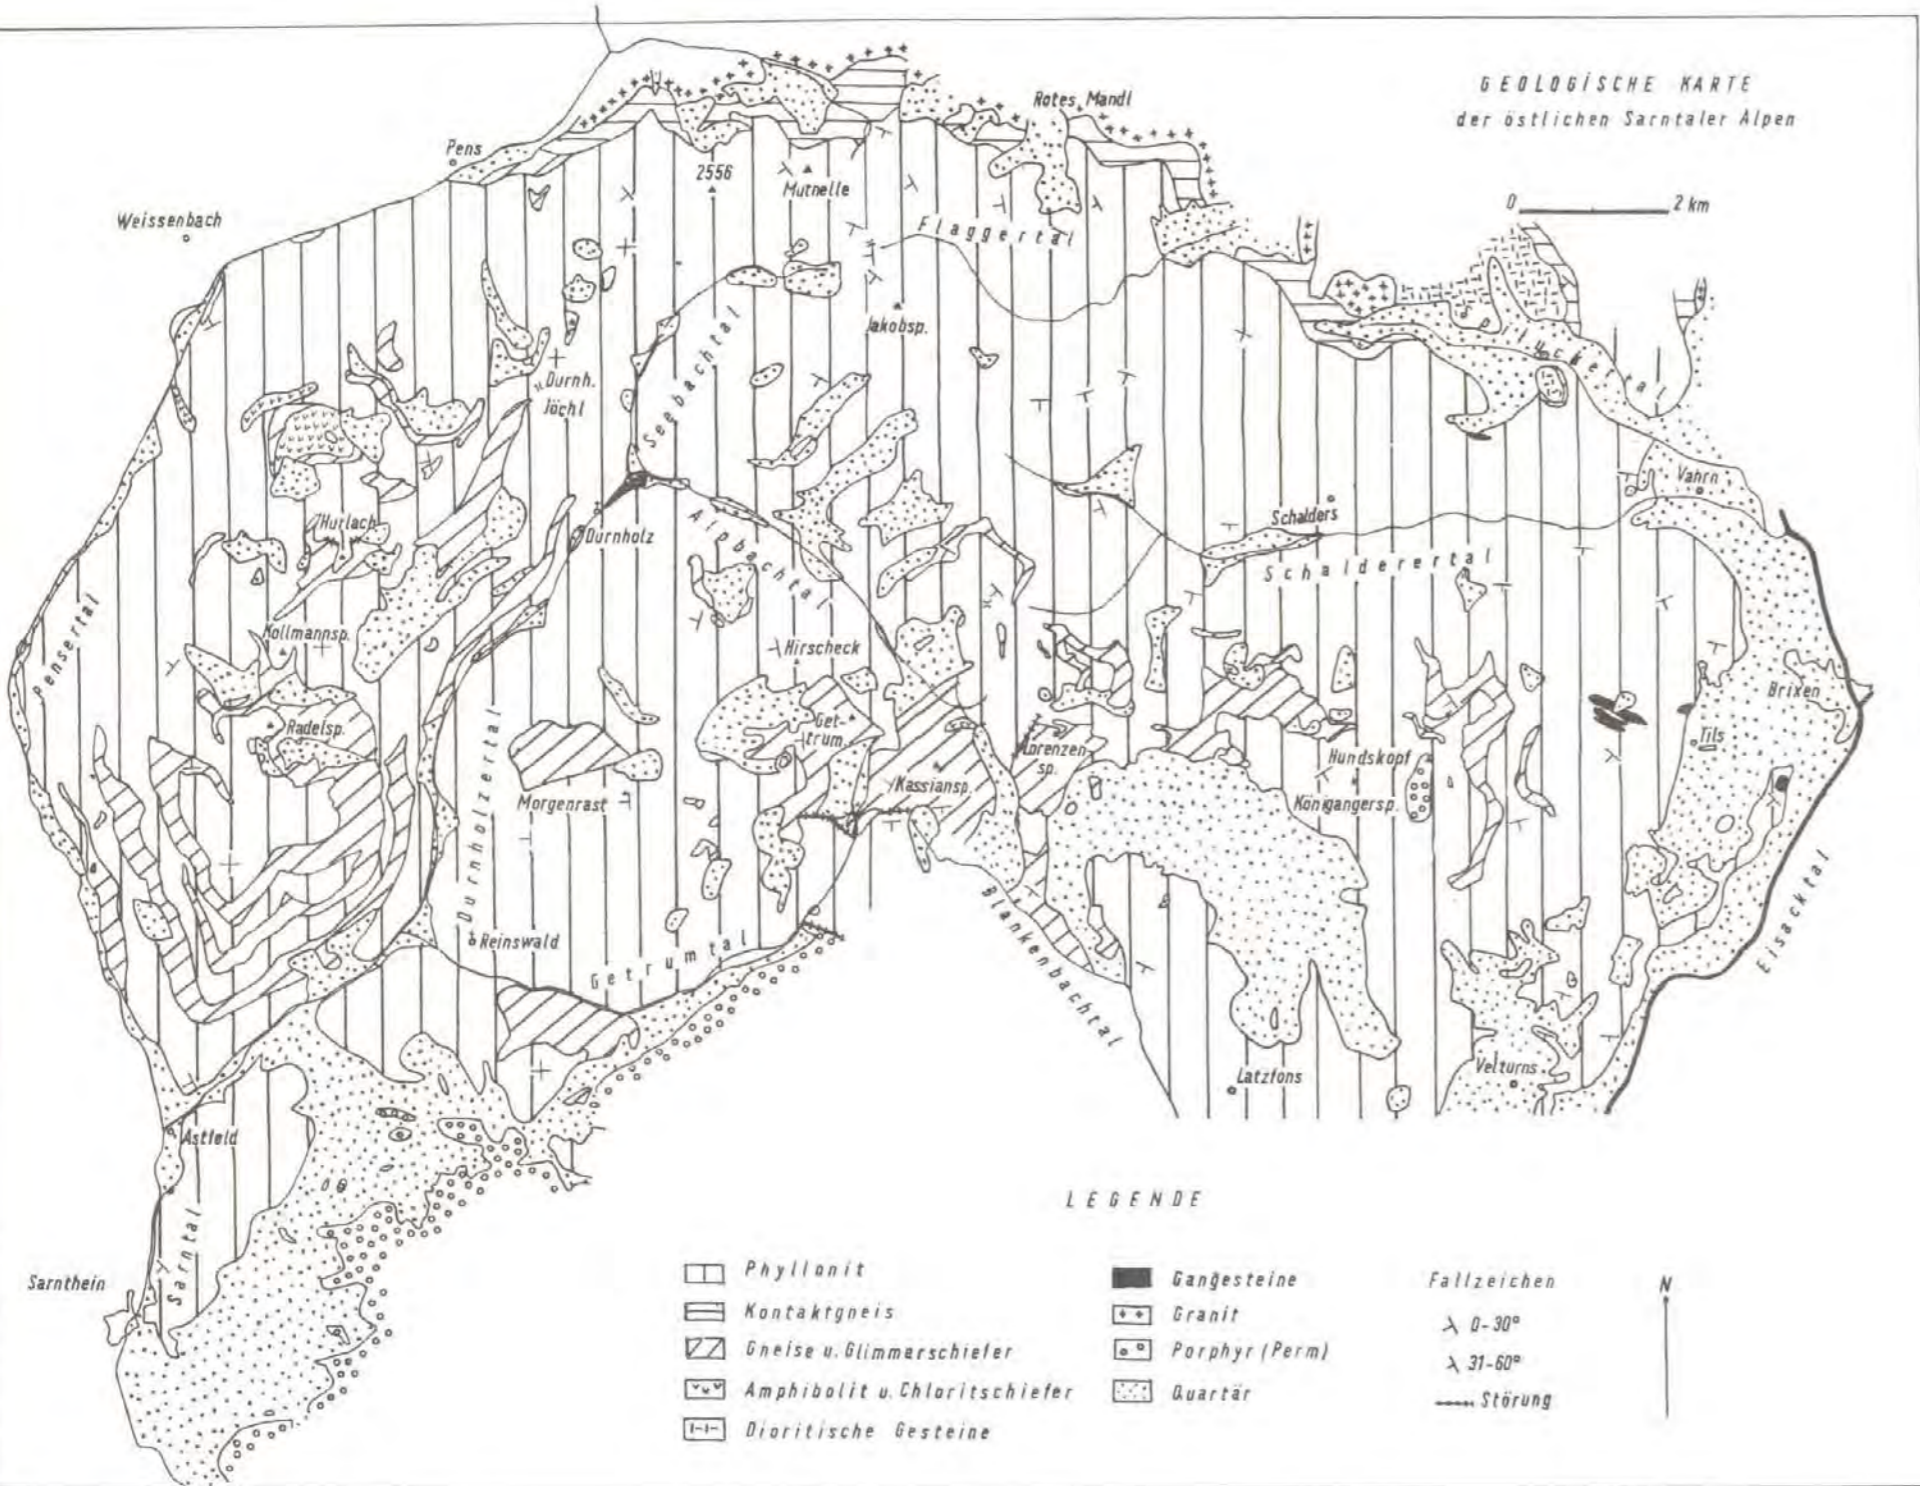 GEOLOGISCHE KARTE
der östlichen Sarntaler Alpen
0 2 km
Rotes Mandl
Pens
2556
Mutnelle
Weissenbach
Flaggertal
Jakobsp.
Seebachtal
Durnh.
Jöchl
Vahrn
Schalders
Schalderertal
Hurlach
Durnholz
Alpbachtal
Pensertal
Kollmannsp.
Hirscheck
Brixen
Radelsp.
Get-
trum.
Tils
Lorenzen
sp.
Hundskopf
Kassiansp.
Königangersp.
Morgenrast
Durnholzertal
Eisacktal
Blankenbachtal
Reinswald
Getrumtal
Latzfons
Velturns
Astfeld
Sarntal
Sarnthein
LEGENDE
Phyllonit
Kontaktgneis
Gneise u. Glimmerschiefer
Amphibolit u. Chloritschiefer
Dioritische Gesteine
Gangesteine
Granit
Porphyr (Perm)
Quartär
Fallzeichen
0-30°
31-60°
Störung
N